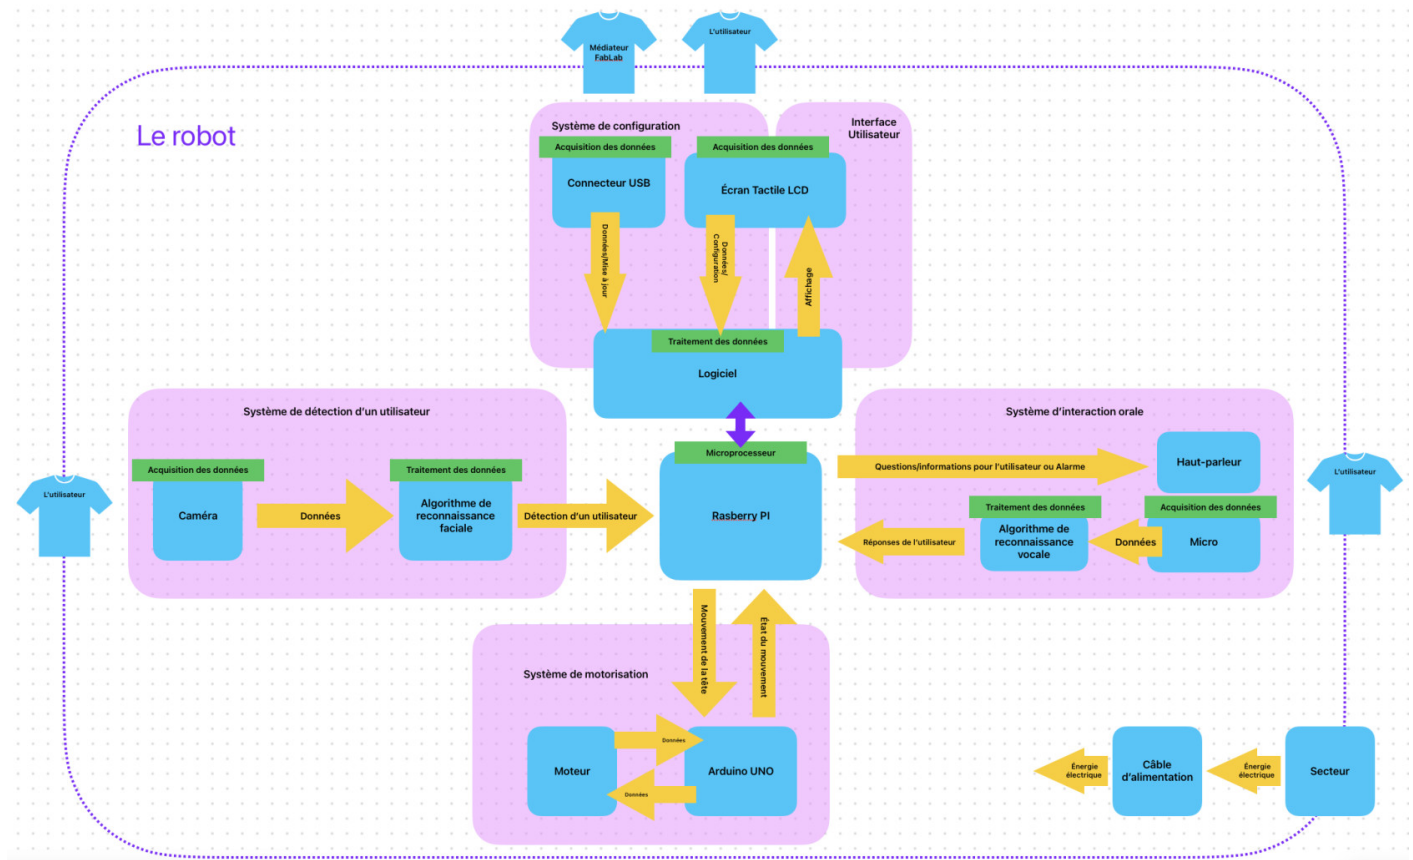 Médiateur
FabLab
L'utilisateur
Le robot
Système de configuration
Interface
Utilisateur
Acquisition des données
Connecteur USB
Acquisition des données
Écran Tactile LCD
Données/Mise à jour
Données/
Configuration
Affichage
Traitement des données
Logiciel
Système de détection d'un utilisateur
Acquisition des données
Caméra
Données
Traitement des données
Algorithme de
reconnaissance
faciale
Détection d'un utilisateur
L'utilisateur
Microprocesseur
Rasberry PI
Système d'interaction orale
Questions/informations pour l'utilisateur ou Alarme
Haut-parleur
Réponses de l'utilisateur
Traitement des données
Algorithme de
reconnaissance
vocale
Données
Acquisition des données
Micro
L'utilisateur
Mouvement de la tête
État du mouvement
Système de motorisation
Moteur
Données
Données
Arduino UNO
Énergie
électrique
Câble
d'alimentation
Énergie
électrique
Secteur